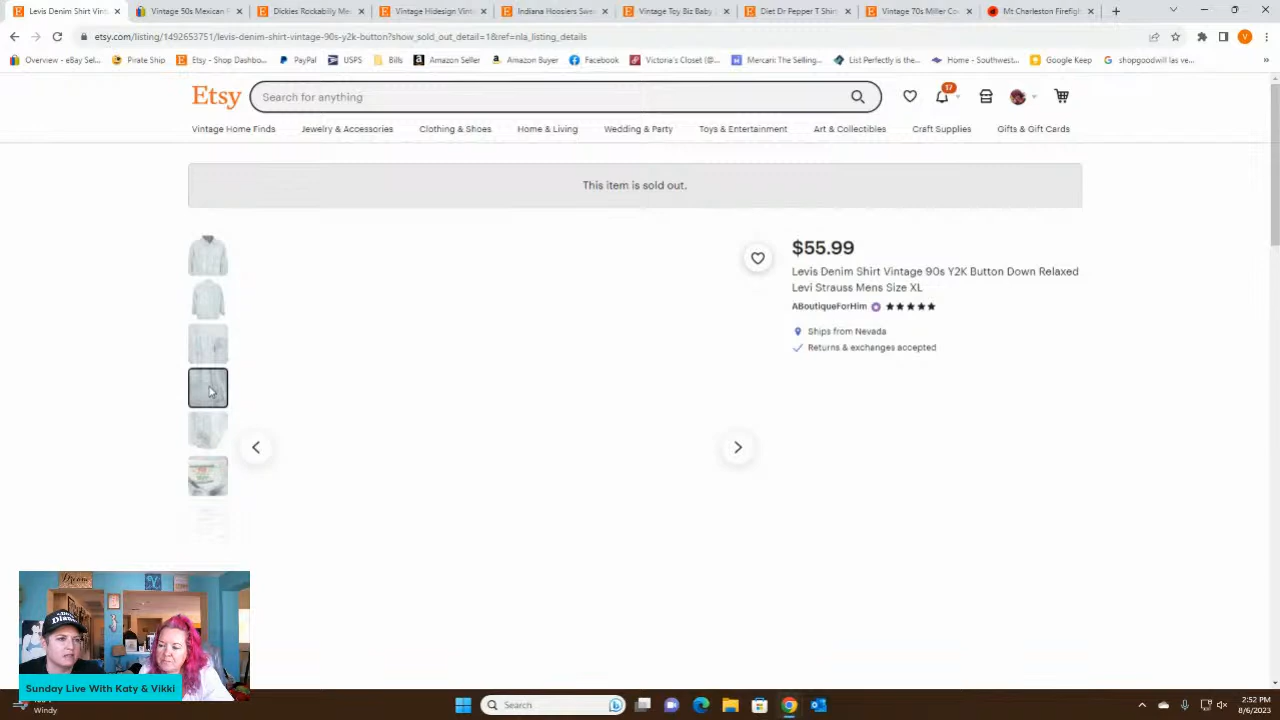 Levis Denim Shirt Vint
Vintage 50s Mexican F
Dickies Rockabilly Me
Vintage Hidesign Vint
Indiana Hoosiers Swe
Vintage Toy Biz Baby
Diet Dr Pepper T Shirt
Vintage 70s Miller Co
Mt Charleston Firefigh
etsy.com/listing/1492653751/levis-denim-shirt-vintage-90s-y2k-button?show_sold_out_detail=1&ref=nla_listing_details
V
Overview - eBay Sel...
Pirate Ship
Etsy - Shop Dashbo...
PayPal
USPS
Bills
Amazon Seller
Amazon Buyer
Facebook
Victoria's Closet (@...
Mercari: The Selling...
List Perfectly is the...
Home - Southwest...
Google Keep
shopgoodwill las ve...
Etsy
Search for anything
17
Vintage Home Finds
Jewelry & Accessories
Clothing & Shoes
Home & Living
Wedding & Party
Toys & Entertainment
Art & Collectibles
Craft Supplies
Gifts & Gift Cards
This item is sold out.
$55.99
Levis Denim Shirt Vintage 90s Y2K Button Down Relaxed
Levi Strauss Mens Size XL
ABoutiqueForHim
Ships from Nevada
Returns & exchanges accepted
Sunday Live With Katy & Vikki
Windy
Search
2:52 PM
8/6/2023